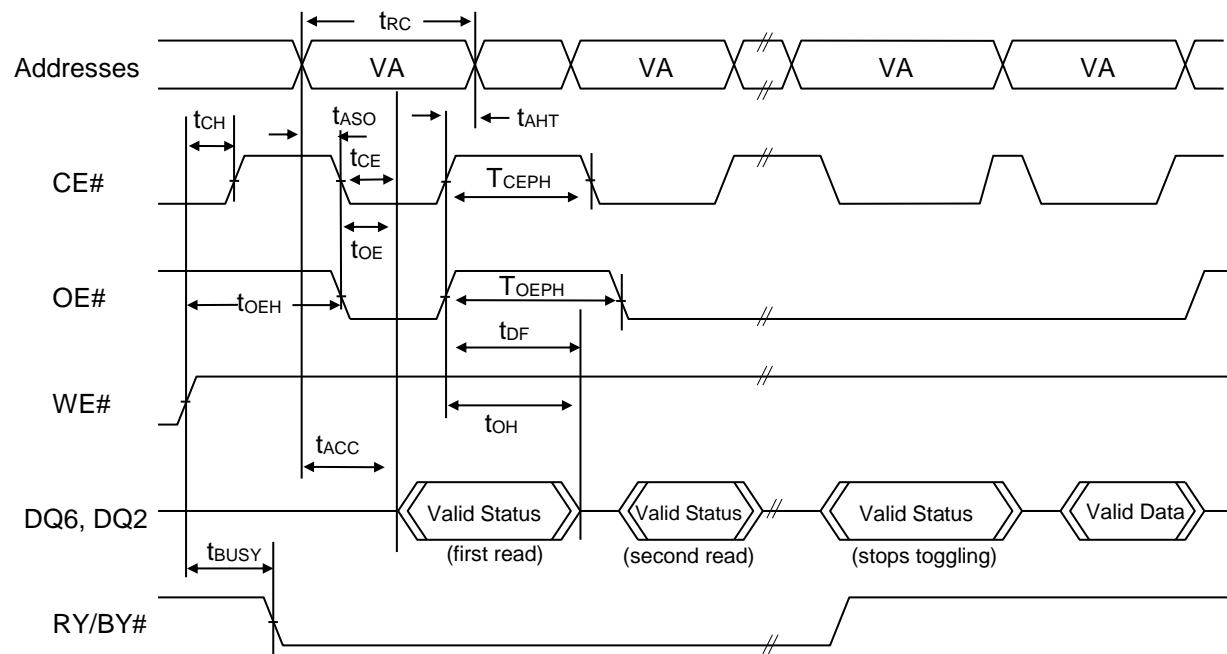 tRC
Addresses VA VA VA VA
tCH tASO tAHT
tCE
CE# TCEPH
tOE
OE# tOEH TOEPH
tDF
WE#
tOH
tACC
DQ6, DQ2 Valid Status Valid Status Valid Status Valid Data
(first read) (second read) (stops toggling)
tBUSY
RY/BY#